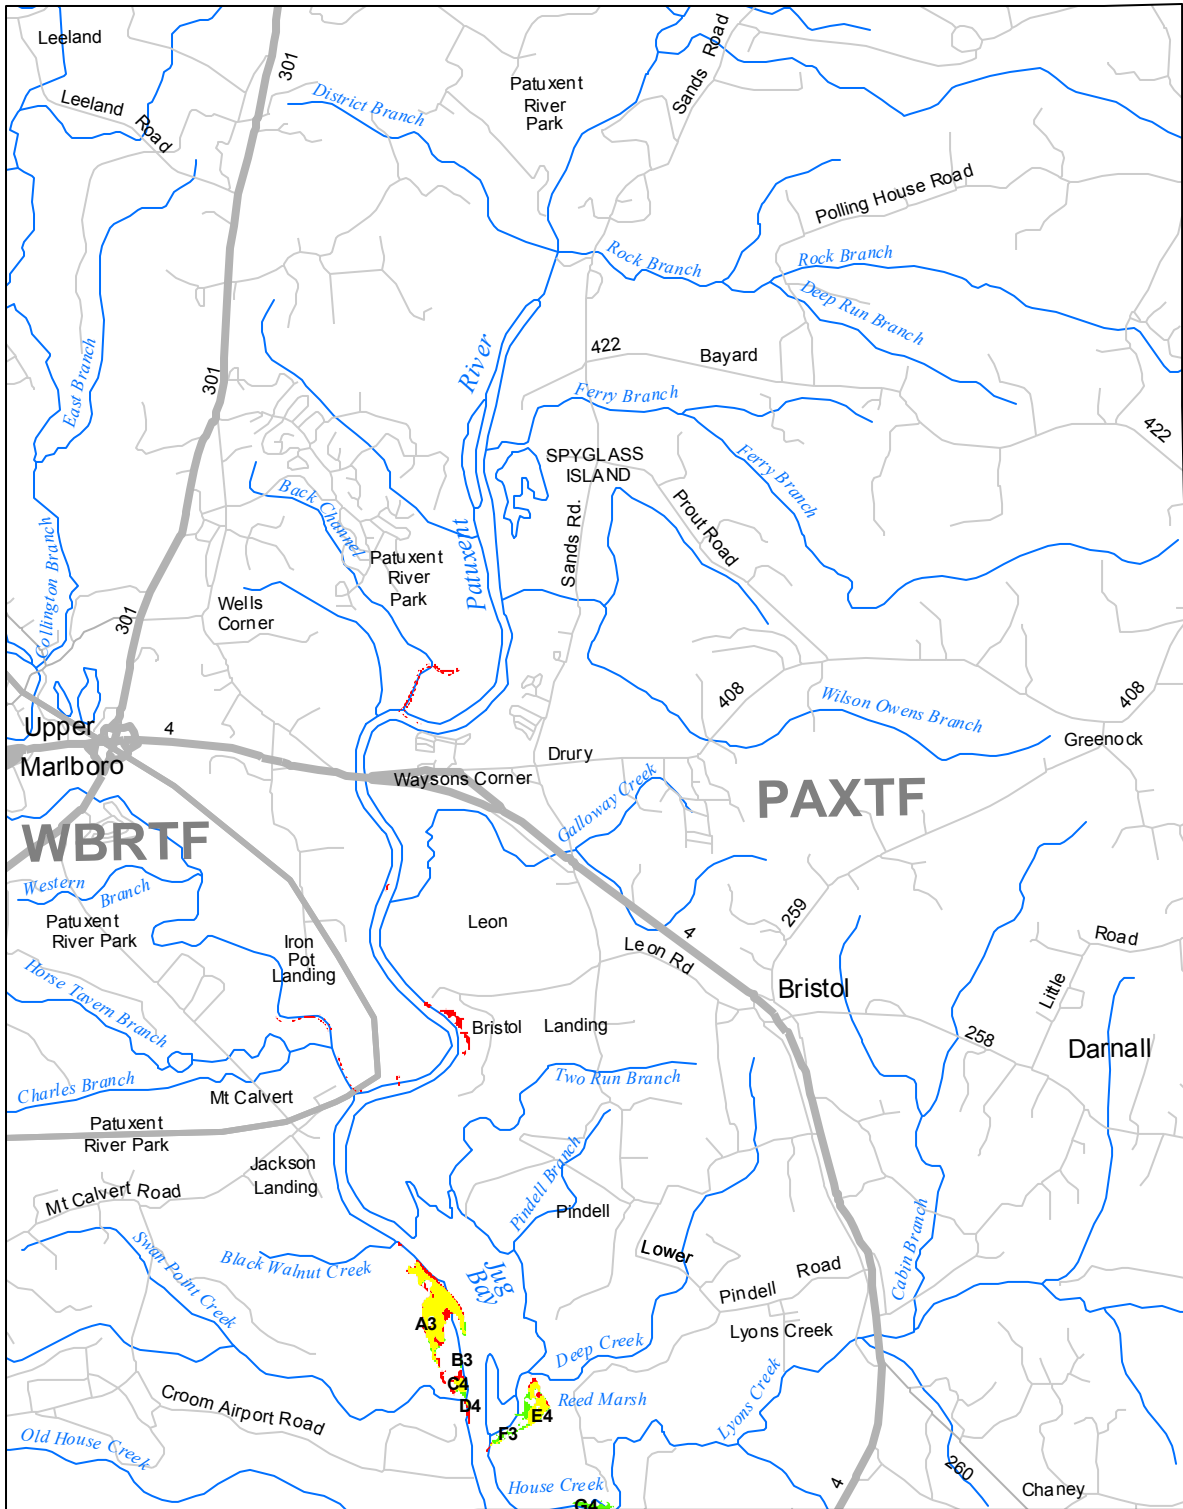 Leeland
301
Patuxent
River
Park
Sands Road
Leeland Road
District Branch
Polling House Road
Rock Branch
Rock Branch
Deep Run Branch
River
422
Bayard
East Branch
301
Ferry Branch
422
SPYGLASS
ISLAND
Ferry Branch
Back Channel
Prout Road
Sands Rd.
Patuxent
Patuxent
River
Park
Collington Branch
Wells
Corner
301
408
Wilson Owens Branch
408
Upper
Marlboro
4
Drury
Greenock
Waysons Corner
Galloway Creek
PAXTF
WBRTF
Western Branch
Patuxent
River Park
Leon
259
4
Leon Rd
Road
Iron
Pot
Landing
Horse Tavern Branch
Bristol
Little
Bristol Landing
258
Darnall
Charles Branch
Mt Calvert
Two Run Branch
Patuxent
River Park
Jackson
Landing
Pindell Branch
Mt Calvert Road
Pindell
Swan Point Creek
Black Walnut Creek
Jug
Bay
Lower
Pindell Road
Cabin Branch
A3
Lyons Creek
B3
Deep Creek
C4
D4
Reed Marsh
E4
F3
Lyons Creek
Croom Airport Road
Old House Creek
House Creek
G4
4
260
Chaney